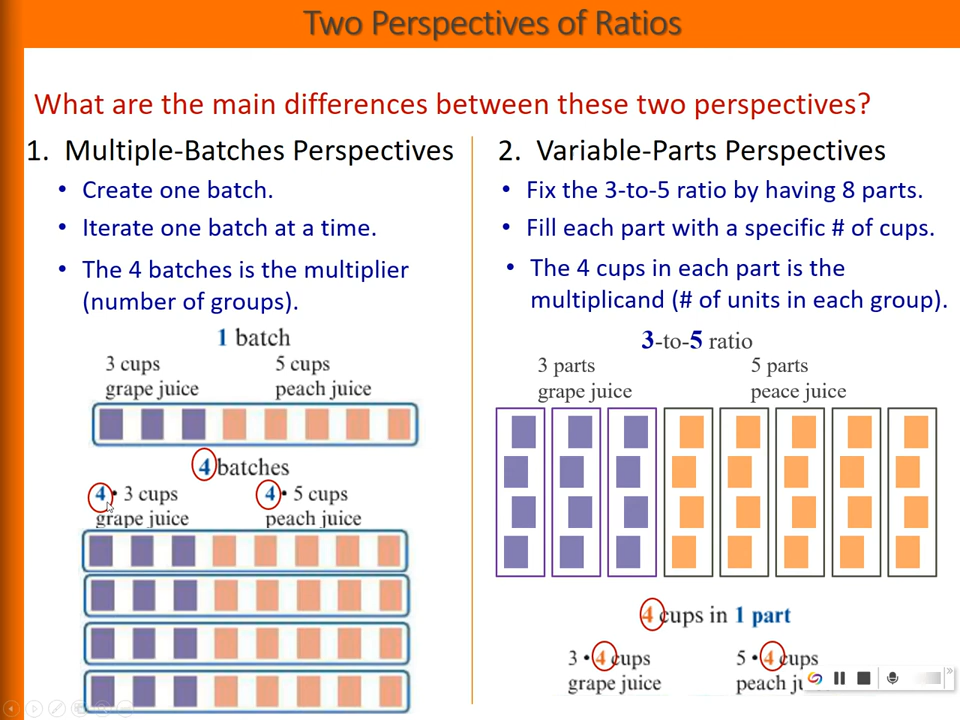 Two Perspectives of Ratios
What are the main differences between these two perspectives?
1. Multiple-Batches Perspectives
• Create one batch.
• Iterate one batch at a time.
• The 4 batches is the multiplier
(number of groups).
1 batch
3 cups 5 cups
grape juice peach juice
4 batches
4 • 3 cups 4 • 5 cups
grape juice peach juice
2. Variable-Parts Perspectives
• Fix the 3-to-5 ratio by having 8 parts.
• Fill each part with a specific # of cups.
• The 4 cups in each part is the
multiplicand (# of units in each group).
3-to-5 ratio
3 parts 5 parts
grape juice peace juice
4 cups in 1 part
3 • 4 cups 5 • 4 cups
grape juice peach